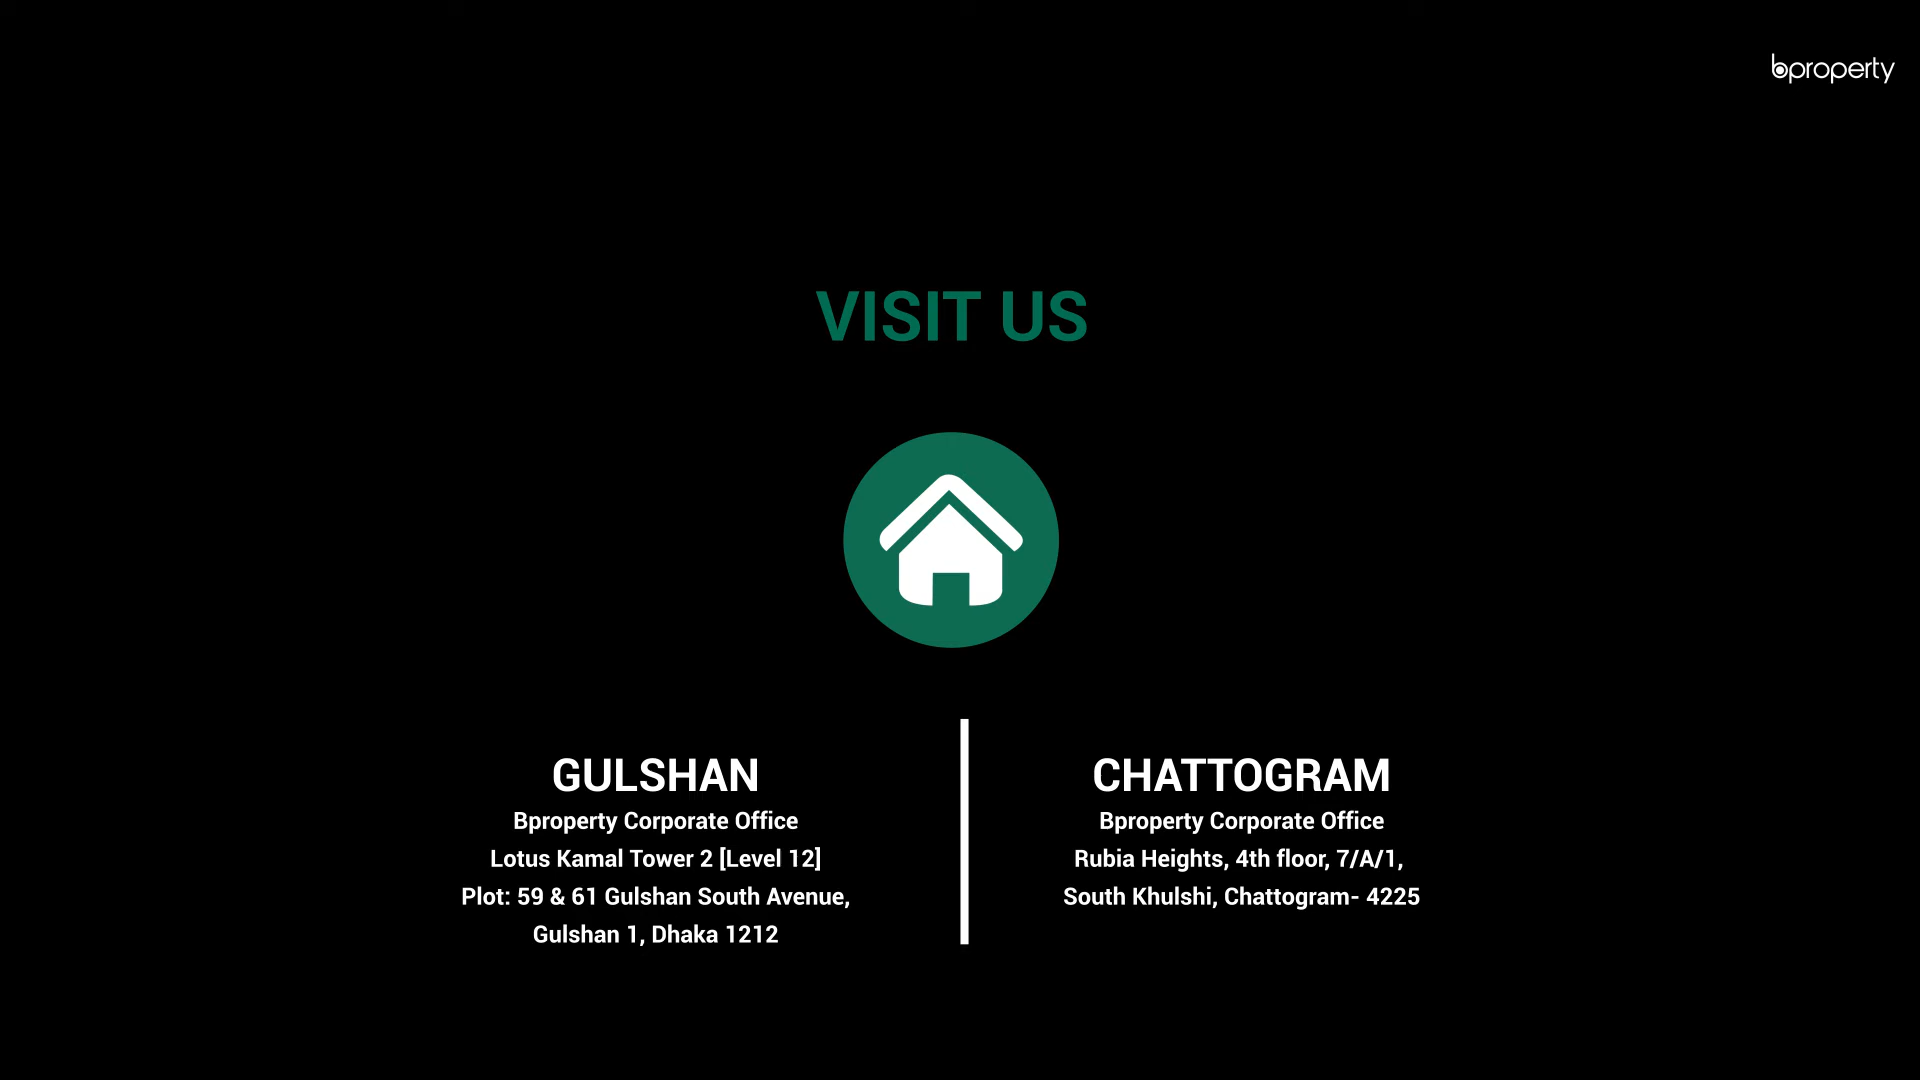 bproperty
VISIT US
GULSHAN
Bproperty Corporate Office
Lotus Kamal Tower 2 [Level 12]
Plot: 59 & 61 Gulshan South Avenue,
Gulshan 1, Dhaka 1212
CHATTOGRAM
Bproperty Corporate Office
Rubia Heights, 4th floor, 7/A/1,
South Khulshi, Chattogram- 4225